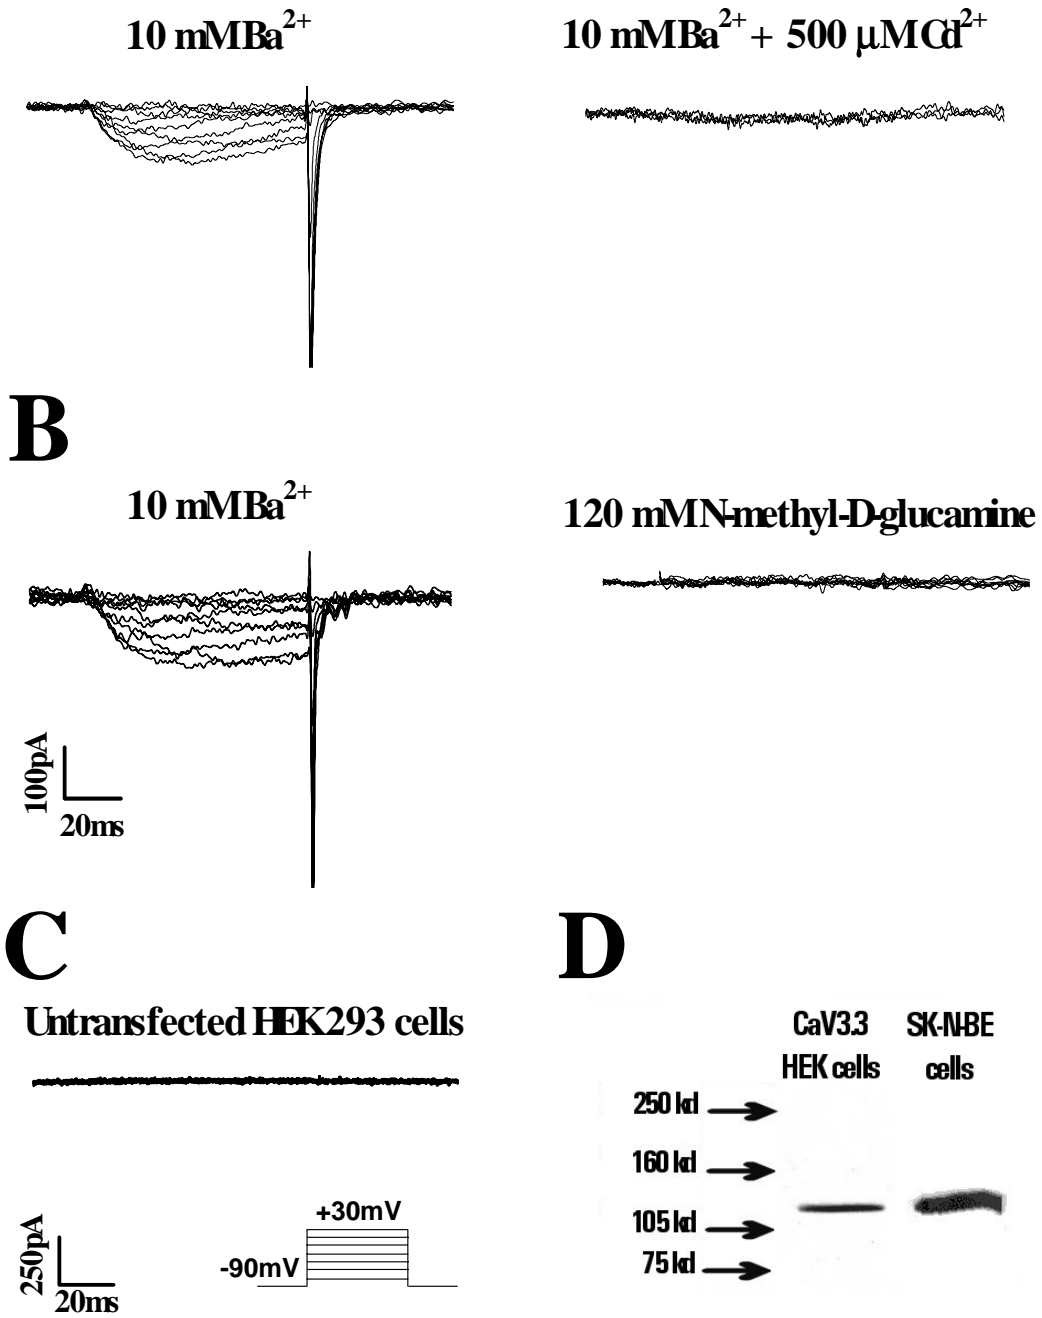 10 mMBa2+
10 mMBa2+ + 500 μMCd2+
B
10 mMBa2+
120 mMN-methyl-D-glucamine
100pA
20ms
C
D
Untransfected HEK293 cells
CaV3.3
HEK cells
SK-N-BE
cells
250 kd
160 kd
105 kd
75 kd
+30mV
-90mV
250pA
20ms